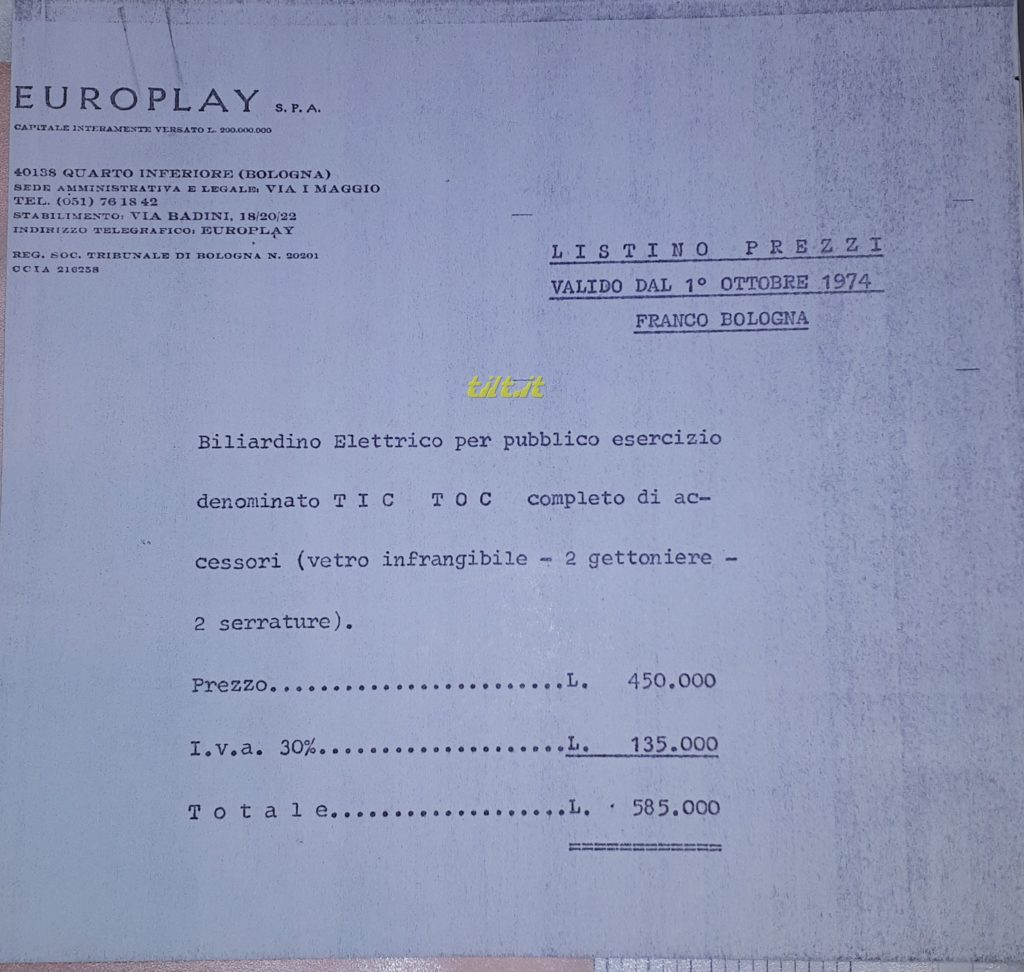 EUROPLAY S. P. A.
CAPITALE INTERAMENTE VERSATO L. 200.000.000
40138 QUARTO INFERIORE (BOLOGNA)
SEDE AMMINISTRATIVA E LEGALE: VIA I MAGGIO
TEL. (051) 76 18 42
STABILIMENTO: VIA BADINI, 18/20/22
INDIRIZZO TELEGRAFICO: EUROPLAY
REG. SOC. TRIBUNALE DI BOLOGNA N. 20201
CCIA 216258
L I S T I N O P R E Z Z I
VALIDO DAL 1° OTTOBRE 1974
FRANCO BOLOGNA
tilt.it
Biliardino Elettrico per pubblico esercizio
denominato T I C T O C completo di ac-
cessori (vetro infrangibile - 2 gettoniere -
2 serrature).
Prezzo........................L. 450.000
I.v.a. 30%....................L. 135.000
T o t a l e...................L. 585.000